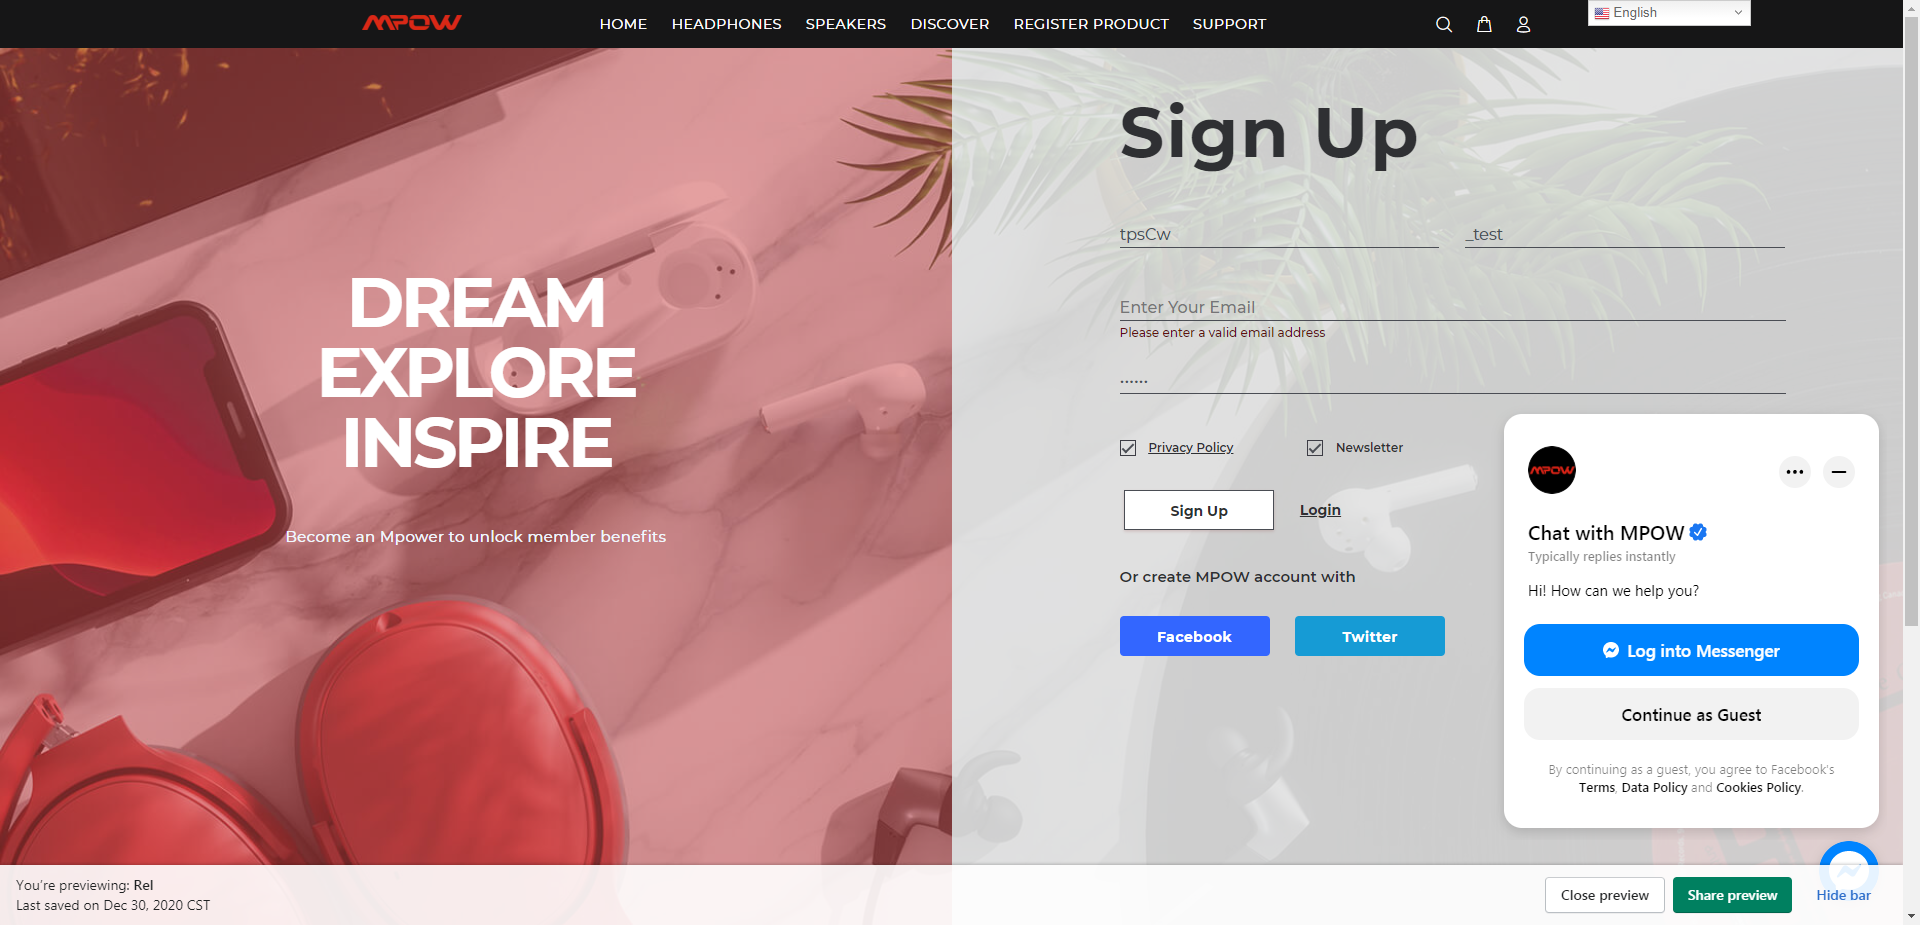 MPOW
HOME HEADPHONES SPEAKERS DISCOVER REGISTER PRODUCT SUPPORT
English
DREAM
EXPLORE
INSPIRE
Become an Mpower to unlock member benefits
Sign Up
tpsCw _test
Enter Your Email
Please enter a valid email address
••••••
Privacy Policy Newsletter
Sign Up Login
Or create MPOW account with
Facebook Twitter
MPOW
Chat with MPOW
Typically replies instantly
Hi! How can we help you?
Log into Messenger
Continue as Guest
By continuing as a guest, you agree to Facebook's
Terms, Data Policy and Cookies Policy.
You're previewing: Rel
Last saved on Dec 30, 2020 CST
Close preview Share preview Hide bar